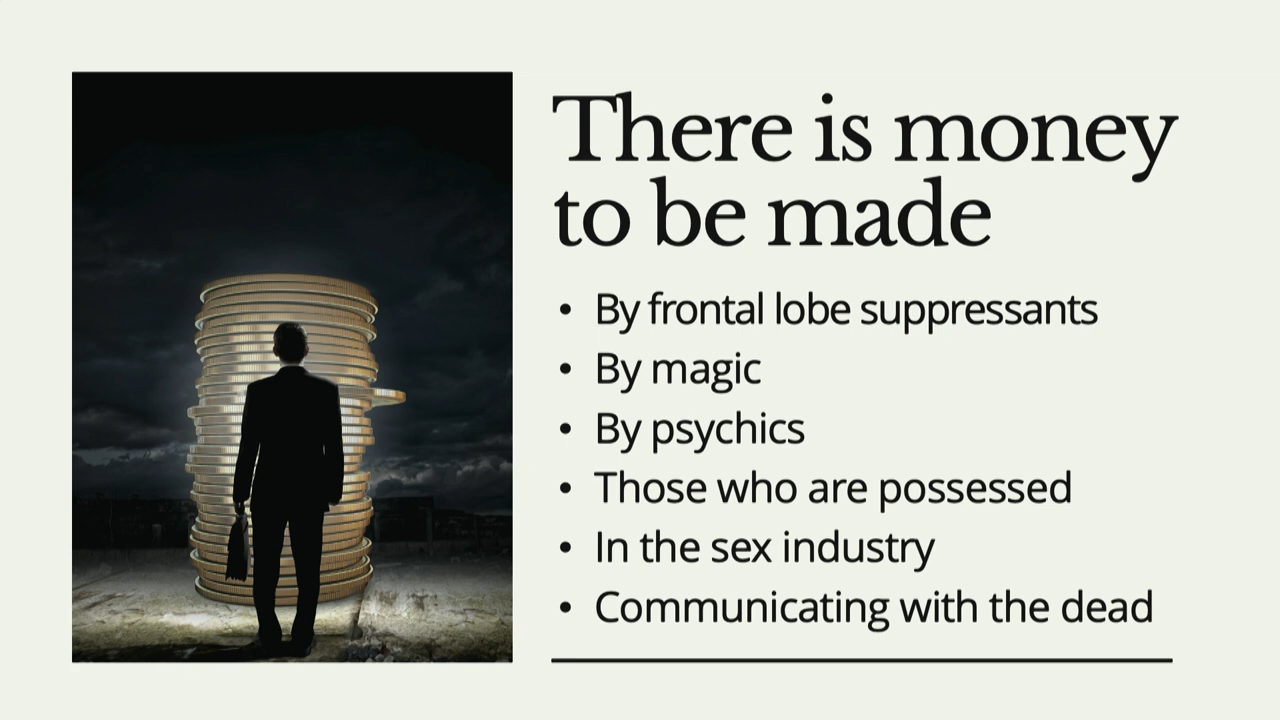 There is money
to be made
• By frontal lobe suppressants
• By magic
• By psychics
• Those who are possessed
• In the sex industry
• Communicating with the dead